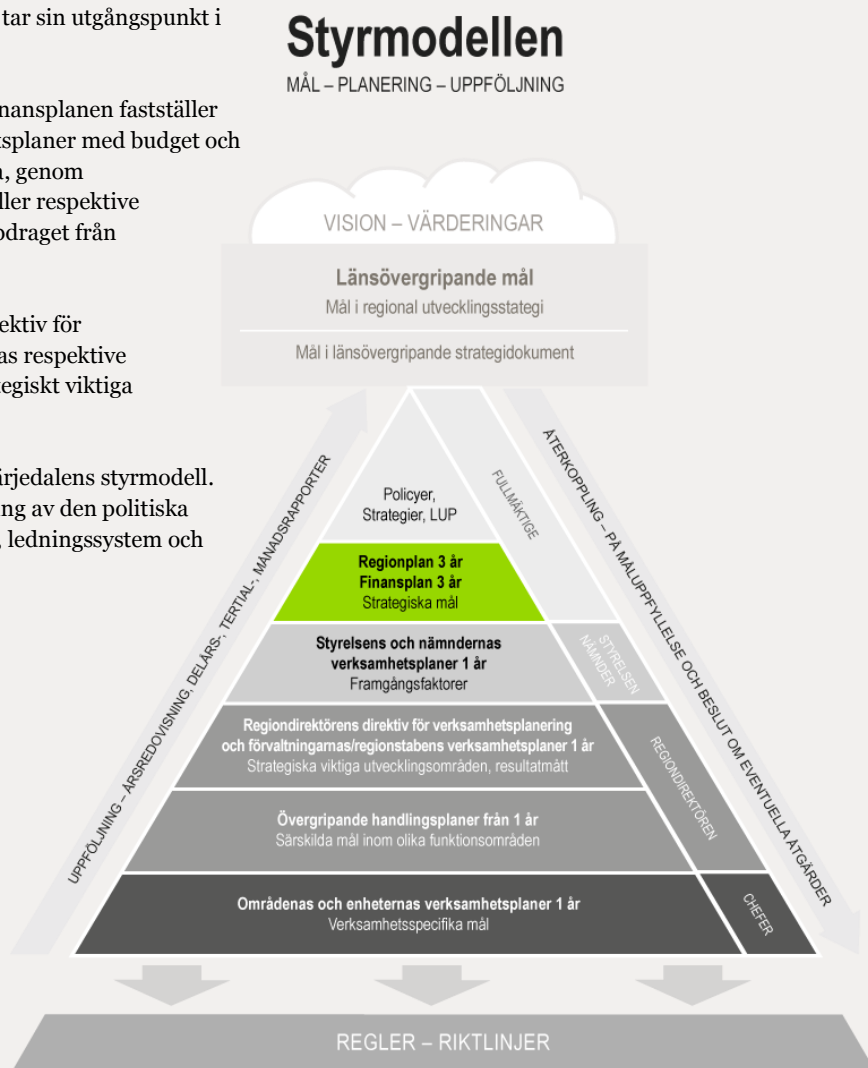 tar sin utgångspunkt i
nansplanen fastställer
tsplaner med budget och
, genom
ller respektive
pdraget från
ektiv för
as respektive
tegiskt viktiga
ärjedalens styrmodell.
ing av den politiska
, ledningssystem och
Styrmodellen
MÅL – PLANERING – UPPFÖLJNING
VISION – VÄRDERINGAR
Länsövergripande mål
Mål i regional utvecklingsstategi
Mål i länsövergripande strategidokument
UPPFÖLJNING – ÅRSREDOVISNING, DELÅRS-, TERTIAL-, MÅNADSRAPPORTER
ÅTERKOPPLING – PÅ MÅLUPPFYLLELSE OCH BESLUT OM EVENTUELLA ÅTGÄRDER
Policyer,
Strategier, LUP
FULLMÄKTIGE
Regionplan 3 år
Finansplan 3 år
Strategiska mål
Styrelsens och nämndernas
verksamhetsplaner 1 år
Framgångsfaktorer
STYRELSEN
NÄMNDER
Regiondirektörens direktiv för verksamhetsplanering
och förvaltningarnas/regionstabens verksamhetsplaner 1 år
Strategiska viktiga utvecklingsområden, resultatmått
REGIONDIREKTÖREN
Övergripande handlingsplaner från 1 år
Särskilda mål inom olika funktionsområden
Områdenas och enheternas verksamhetsplaner 1 år
Verksamhetsspecifika mål
CHEFER
REGLER – RIKTLINJER